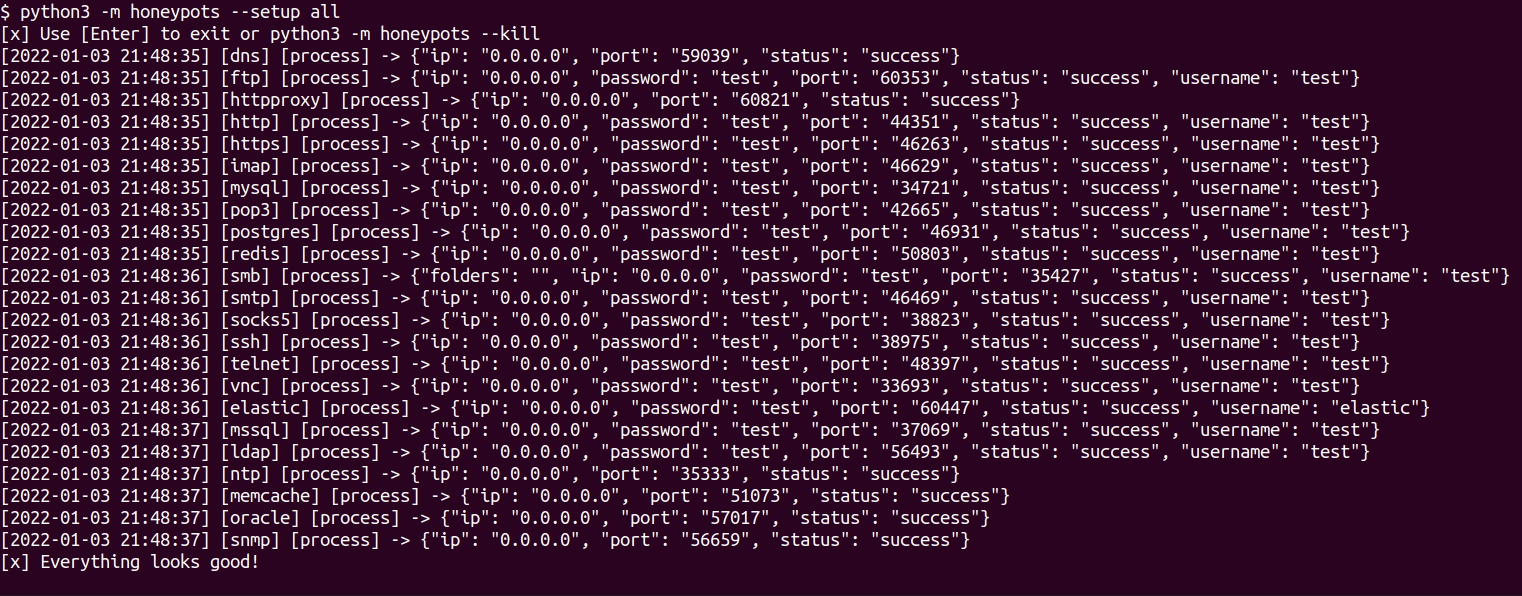 $ python3 -m honeypots --setup all
[x] Use [Enter] to exit or python3 -m honeypots --kill
[2022-01-03 21:48:35] [dns] [process] -> {"ip": "0.0.0.0", "port": "59039", "status": "success"}
[2022-01-03 21:48:35] [ftp] [process] -> {"ip": "0.0.0.0", "password": "test", "port": "60353", "status": "success", "username": "test"}
[2022-01-03 21:48:35] [httpproxy] [process] -> {"ip": "0.0.0.0", "port": "60821", "status": "success"}
[2022-01-03 21:48:35] [http] [process] -> {"ip": "0.0.0.0", "password": "test", "port": "44351", "status": "success", "username": "test"}
[2022-01-03 21:48:35] [https] [process] -> {"ip": "0.0.0.0", "password": "test", "port": "46263", "status": "success", "username": "test"}
[2022-01-03 21:48:35] [imap] [process] -> {"ip": "0.0.0.0", "password": "test", "port": "46629", "status": "success", "username": "test"}
[2022-01-03 21:48:35] [mysql] [process] -> {"ip": "0.0.0.0", "password": "test", "port": "34721", "status": "success", "username": "test"}
[2022-01-03 21:48:35] [pop3] [process] -> {"ip": "0.0.0.0", "password": "test", "port": "42665", "status": "success", "username": "test"}
[2022-01-03 21:48:35] [postgres] [process] -> {"ip": "0.0.0.0", "password": "test", "port": "46931", "status": "success", "username": "test"}
[2022-01-03 21:48:35] [redis] [process] -> {"ip": "0.0.0.0", "password": "test", "port": "50803", "status": "success", "username": "test"}
[2022-01-03 21:48:36] [smb] [process] -> {"folders": "", "ip": "0.0.0.0", "password": "test", "port": "35427", "status": "success", "username": "test"}
[2022-01-03 21:48:36] [smtp] [process] -> {"ip": "0.0.0.0", "password": "test", "port": "46469", "status": "success", "username": "test"}
[2022-01-03 21:48:36] [socks5] [process] -> {"ip": "0.0.0.0", "password": "test", "port": "38823", "status": "success", "username": "test"}
[2022-01-03 21:48:36] [ssh] [process] -> {"ip": "0.0.0.0", "password": "test", "port": "38975", "status": "success", "username": "test"}
[2022-01-03 21:48:36] [telnet] [process] -> {"ip": "0.0.0.0", "password": "test", "port": "48397", "status": "success", "username": "test"}
[2022-01-03 21:48:36] [vnc] [process] -> {"ip": "0.0.0.0", "password": "test", "port": "33693", "status": "success", "username": "test"}
[2022-01-03 21:48:36] [elastic] [process] -> {"ip": "0.0.0.0", "password": "test", "port": "60447", "status": "success", "username": "elastic"}
[2022-01-03 21:48:37] [mssql] [process] -> {"ip": "0.0.0.0", "password": "test", "port": "37069", "status": "success", "username": "test"}
[2022-01-03 21:48:37] [ldap] [process] -> {"ip": "0.0.0.0", "password": "test", "port": "56493", "status": "success", "username": "test"}
[2022-01-03 21:48:37] [ntp] [process] -> {"ip": "0.0.0.0", "port": "35333", "status": "success"}
[2022-01-03 21:48:37] [memcache] [process] -> {"ip": "0.0.0.0", "port": "51073", "status": "success"}
[2022-01-03 21:48:37] [oracle] [process] -> {"ip": "0.0.0.0", "port": "57017", "status": "success"}
[2022-01-03 21:48:37] [snmp] [process] -> {"ip": "0.0.0.0", "port": "56659", "status": "success"}
[x] Everything looks good!